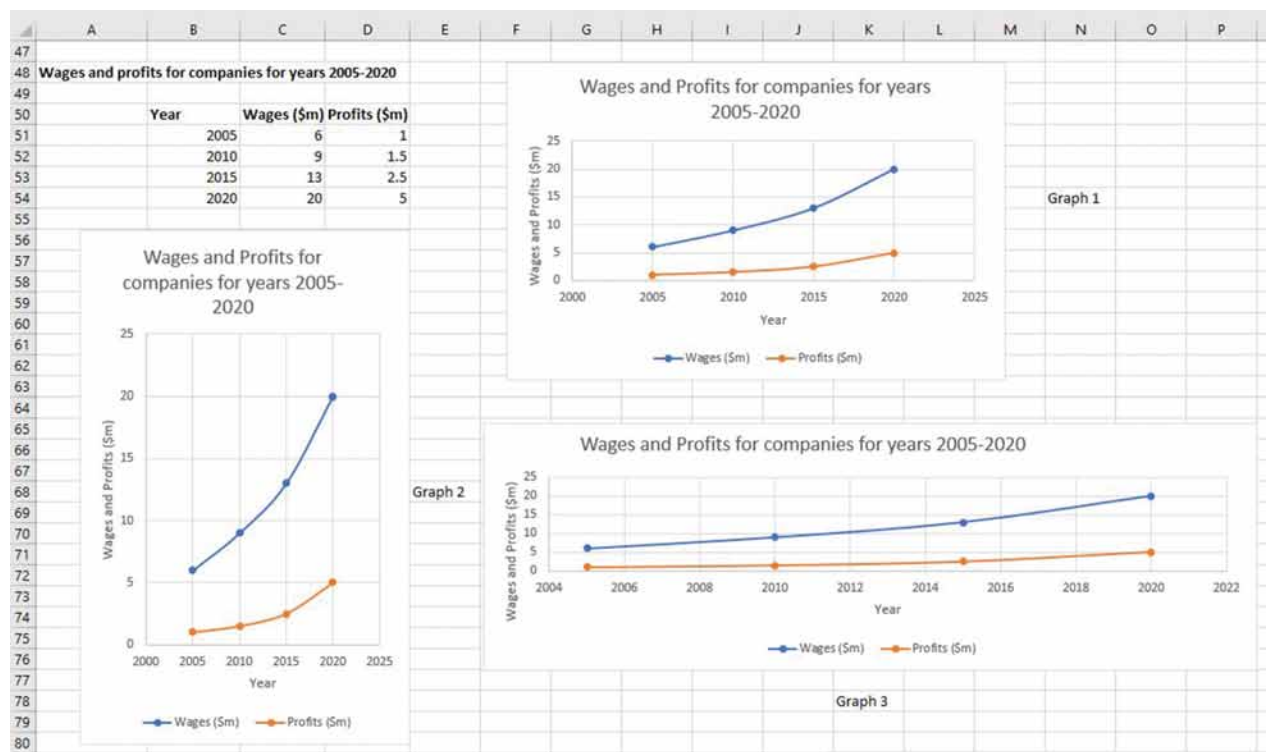 A B C D E F G H I J K L M N O P
47
48 Wages and profits for companies for years 2005-2020
49
50 Year Wages ($m) Profits ($m)
51 2005 6 1
52 2010 9 1.5
53 2015 13 2.5
54 2020 20 5
55
56
57
58
59
60
61
62
63
64
65
66
67
68
69
70
71
72
73
74
75
76
77
78
79
80
Wages and Profits for companies for years
2005-2020
Wages and Profits ($m)
25
20
15
10
5
0
2000 2005 2010 2015 2020 2025
Year
Wages ($m) Profits ($m)
Graph 1
Wages and Profits for
companies for years 2005-
2020
Wages and Profits ($m)
25
20
15
10
5
0
2000 2005 2010 2015 2020 2025
Year
Wages ($m) Profits ($m)
Graph 2
Wages and Profits for companies for years 2005-2020
Wages and Profits ($m)
25
20
15
10
5
0
2004 2006 2008 2010 2012 2014 2016 2018 2020 2022
Year
Wages ($m) Profits ($m)
Graph 3